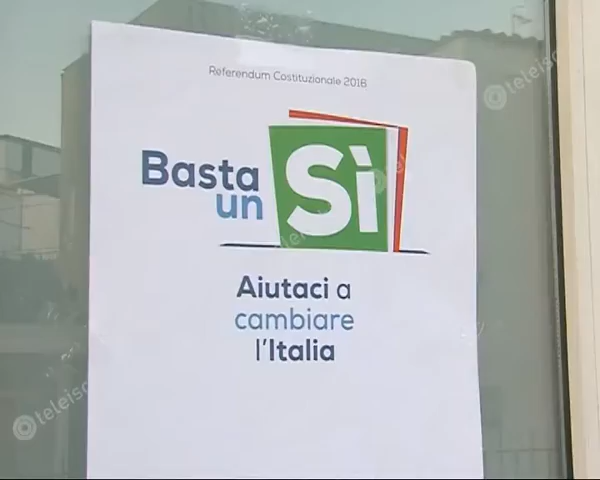 Referendum Costituzionale 2016
Basta
un
Sì
Aiutaci a
cambiare
l'Italia